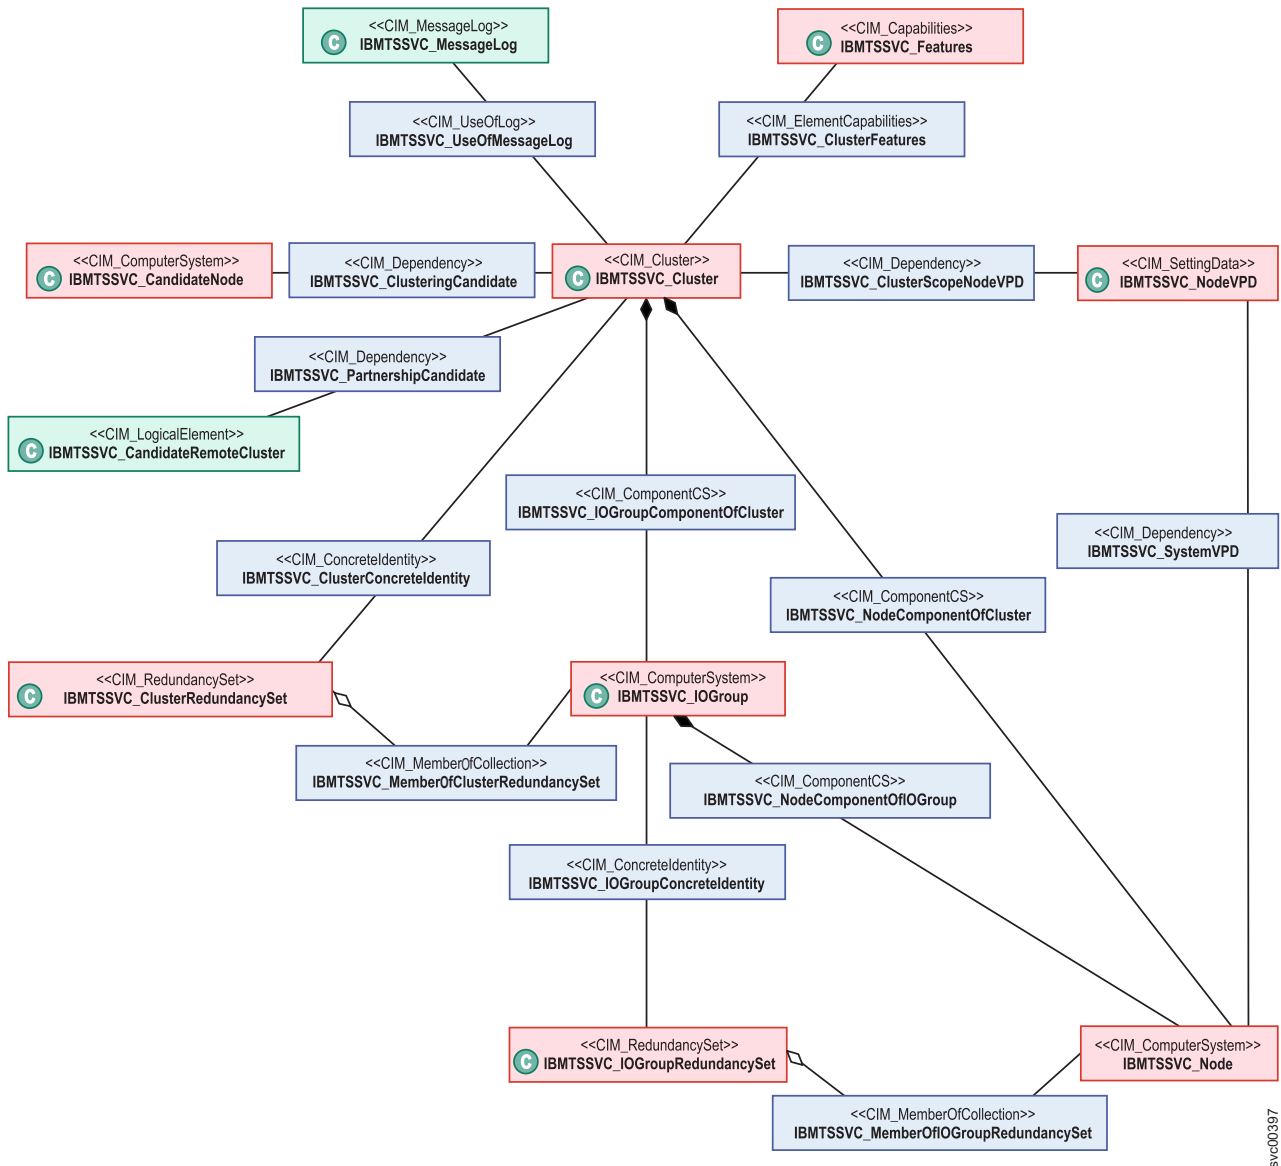 <<CIM_MessageLog>>
C
IBMTSSVC_MessageLog
<<CIM_Capabilities>>
C
IBMTSSVC_Features
<<CIM_UseOfLog>>
IBMTSSVC_UseOfMessageLog
<<CIM_ElementCapabilities>>
IBMTSSVC_ClusterFeatures
<<CIM_ComputerSystem>>
C
IBMTSSVC_CandidateNode
<<CIM_Dependency>>
IBMTSSVC_ClusteringCandidate
<<CIM_Cluster>>
C
IBMTSSVC_Cluster
<<CIM_Dependency>>
IBMTSSVC_ClusterScopeNodeVPD
<<CIM_SettingData>>
C
IBMTSSVC_NodeVPD
<<CIM_Dependency>>
IBMTSSVC_PartnershipCandidate
<<CIM_LogicalElement>>
C
IBMTSSVC_CandidateRemoteCluster
<<CIM_ComponentCS>>
IBMTSSVC_IOGroupComponentOfCluster
<<CIM_Dependency>>
IBMTSSVC_SystemVPD
<<CIM_ConcreteIdentity>>
IBMTSSVC_ClusterConcreteIdentity
<<CIM_ComponentCS>>
IBMTSSVC_NodeComponentOfCluster
<<CIM_RedundancySet>>
C
IBMTSSVC_ClusterRedundancySet
<<CIM_ComputerSystem>>
C
IBMTSSVC_IOGroup
<<CIM_MemberOfCollection>>
IBMTSSVC_MemberOfClusterRedundancySet
<<CIM_ComponentCS>>
IBMTSSVC_NodeComponentOfIOGroup
<<CIM_ConcreteIdentity>>
IBMTSSVC_IOGroupConcreteIdentity
<<CIM_RedundancySet>>
C
IBMTSSVC_IOGroupRedundancySet
<<CIM_ComputerSystem>>
IBMTSSVC_Node
<<CIM_MemberOfCollection>>
IBMTSSVC_MemberOfIOGroupRedundancySet
svc00397